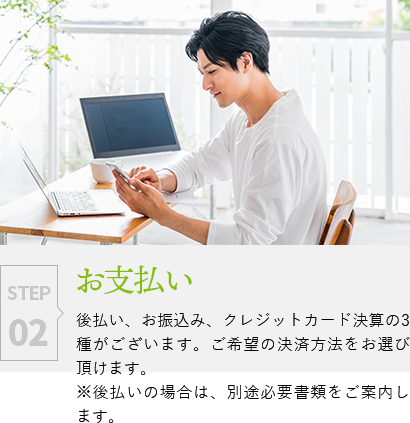 STEP
02
お支払い
後払い、お振込み、クレジットカード決算の3
種がございます。ご希望の決済方法をお選び
頂けます。
※後払いの場合は、別途必要書類をご案内し
ます。